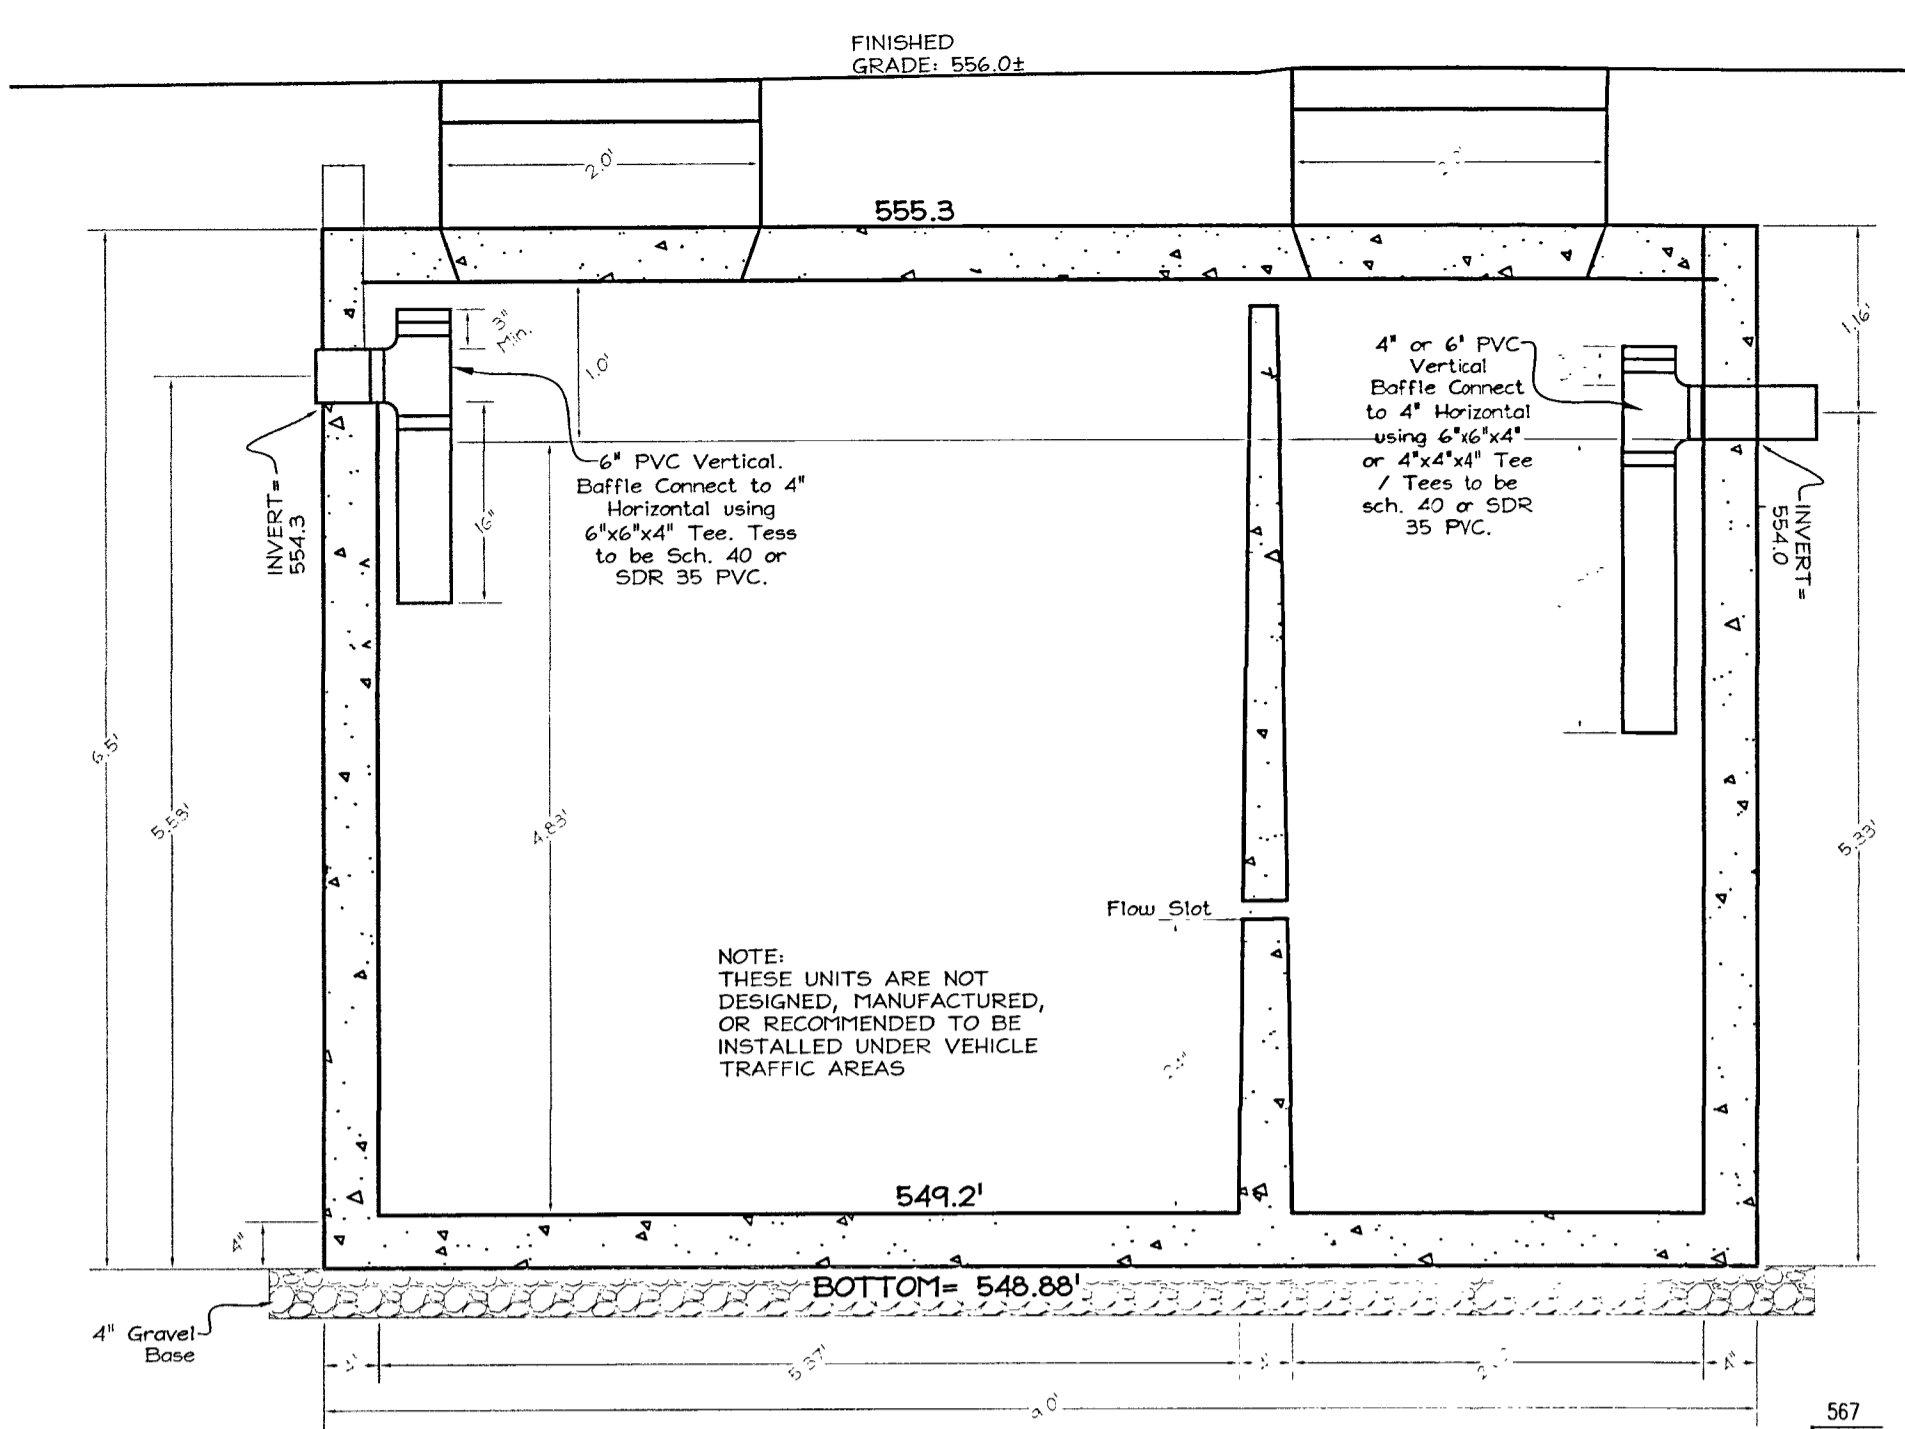 FINISHED
GRADE: 556.0±
2.0'
555.3
3"
Min.
1.0'
1.16'
4" or 6" PVC
Vertical
Baffle Connect
to 4" Horizontal
using 6"x6"x4"
or 4"x4"x4" Tee
/ Tees to be
sch. 40 or SDR
35 PVC.
6" PVC Vertical.
Baffle Connect to 4"
Horizontal using
6"x6"x4" Tee. Tess
to be Sch. 40 or
SDR 35 PVC.
16"
INVERT=
554.3
INVERT=
554.0
6.5'
5.58'
4.83'
5.33'
Flow Slot
NOTE:
THESE UNITS ARE NOT
DESIGNED, MANUFACTURED,
OR RECOMMENDED TO BE
INSTALLED UNDER VEHICLE
TRAFFIC AREAS
24"
549.2'
4"
BOTTOM= 548.88'
4" Gravel
Base
4"
5.37'
4"
4"
9.0'
567